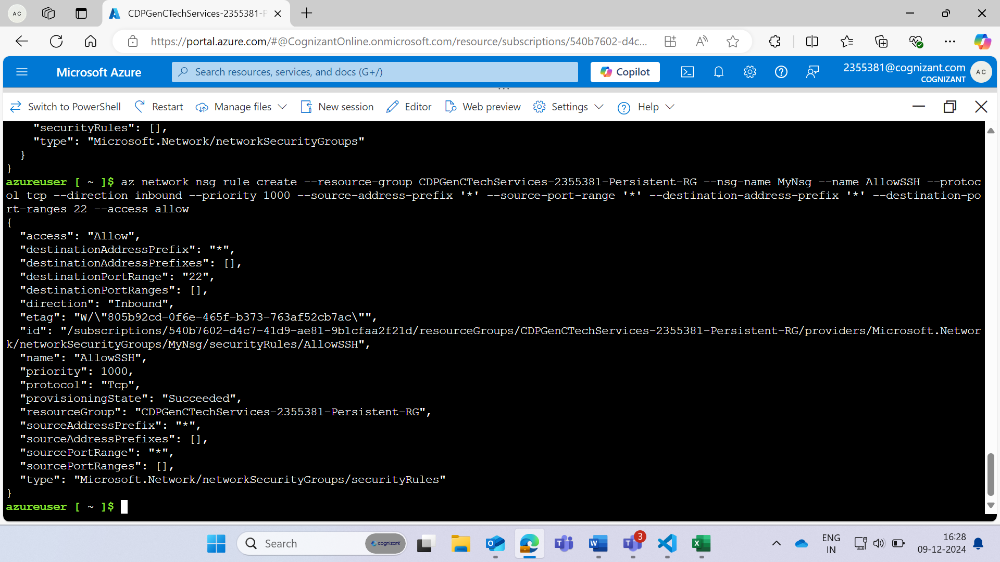 AC
CDPGenCTechServices-2355381-P
https://portal.azure.com/#@CognizantOnline.onmicrosoft.com/resource/subscriptions/540b7602-d4c...
Microsoft Azure
Search resources, services, and docs (G+/)
Copilot
2355381@cognizant.com
COGNIZANT
AC
Switch to PowerShell Restart Manage files New session Editor Web preview Settings Help
    "securityRules": [],
    "type": "Microsoft.Network/networkSecurityGroups"
  }
}
azureuser [ ~ ]$ az network nsg rule create --resource-group CDPGenCTechServices-2355381-Persistent-RG --nsg-name MyNsg --name AllowSSH --protoc
ol tcp --direction inbound --priority 1000 --source-address-prefix '*' --source-port-range '*' --destination-address-prefix '*' --destination-po
rt-ranges 22 --access allow
{
  "access": "Allow",
  "destinationAddressPrefix": "*",
  "destinationAddressPrefixes": [],
  "destinationPortRange": "22",
  "destinationPortRanges": [],
  "direction": "Inbound",
  "etag": "W/\"805b92cd-0f6e-465f-b373-763af52cb7ac\"",
  "id": "/subscriptions/540b7602-d4c7-41d9-ae81-9b1cfaa2f21d/resourceGroups/CDPGenCTechServices-2355381-Persistent-RG/providers/Microsoft.Networ
k/networkSecurityGroups/MyNsg/securityRules/AllowSSH",
  "name": "AllowSSH",
  "priority": 1000,
  "protocol": "Tcp",
  "provisioningState": "Succeeded",
  "resourceGroup": "CDPGenCTechServices-2355381-Persistent-RG",
  "sourceAddressPrefix": "*",
  "sourceAddressPrefixes": [],
  "sourcePortRange": "*",
  "sourcePortRanges": [],
  "type": "Microsoft.Network/networkSecurityGroups/securityRules"
}
azureuser [ ~ ]$
Search
cognizant
3
ENG
IN
16:28
09-12-2024